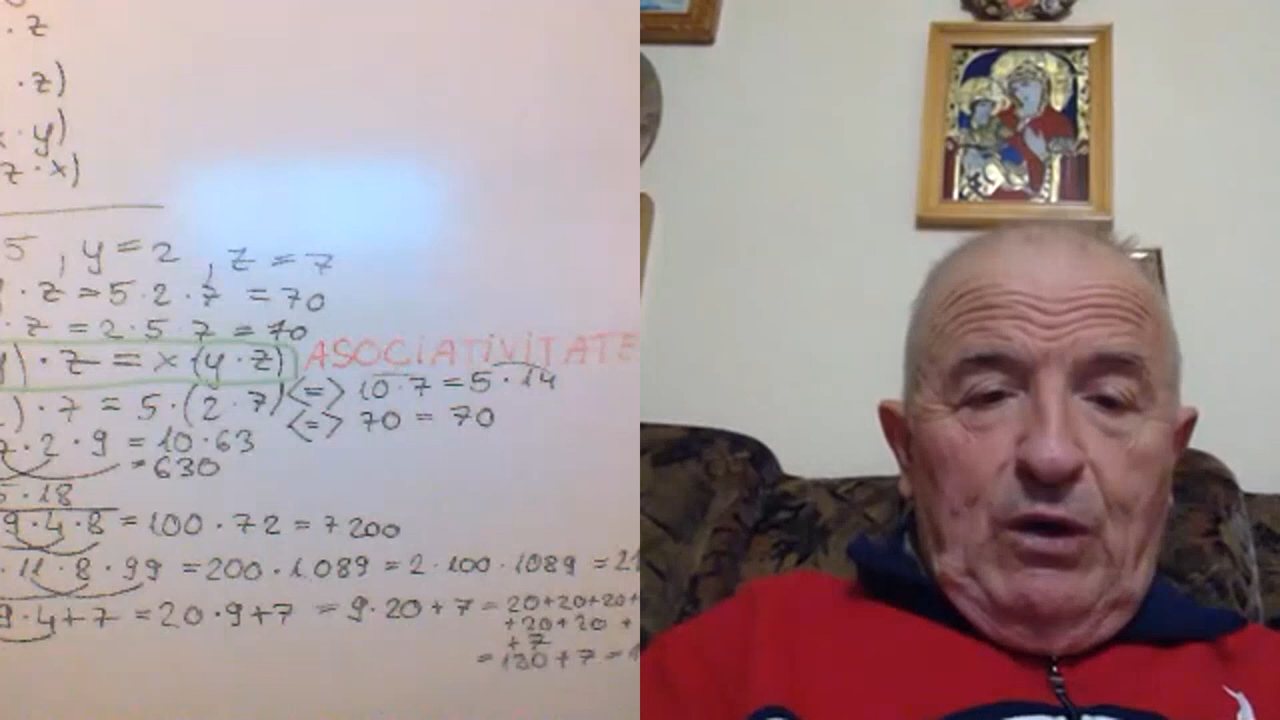 · z
· z)
· y)
z · x)
5 , y = 2 , z = 7
· z = 5 · 2 · 7 = 70
· z = 2 · 5 · 7 = 70
y) · z = x (y · z) ASOCIATIVITATE
) · 7 = 5 · (2 · 7) <=> 10 · 7 = 5 · 14
<=> 70 = 70
· 2 · 9 = 10 · 63
= 630
5 · 18
9 · 4 · 8 = 100 · 72 = 7200
· 11 · 8 · 99 = 200 · 1089 = 2 · 100 · 1089 = 21
9 · 4 + 7 = 20 · 9 + 7 = 9 · 20 + 7 = 20 + 20 + 20 +
+ 20 + 20 +
+ 7
= 180 + 7 = 1